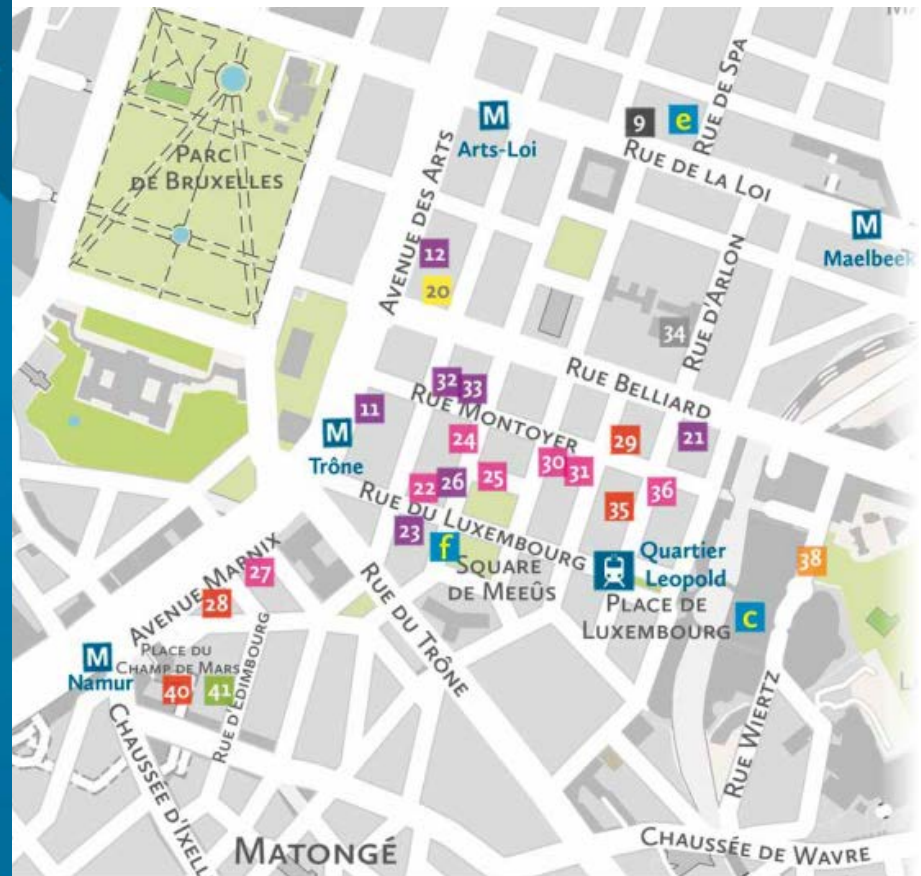 RUE DE SPA
M
Arts-Loi
9
e
PARC
DE BRUXELLES
AVENUE DES ARTS
RUE DE LA LOI
M
Maelbeek
12
20
RUE D'ARLON
34
RUE BELLIARD
32
33
11
RUE MONTOYER
M
Trône
24
29
21
30
31
22
26
25
36
35
RUE DU LUXEMBOURG
23
f
SQUARE
DE MEEÛS
Quartier
Leopold
PLACE DE
LUXEMBOURG
38
c
AVENUE MARNIX
27
28
RUE DU TRÔNE
M
Namur
PLACE DU
CHAMP DE MARS
40
41
RUE D'EDIMBOURG
RUE WIERTZ
CHAUSSÉE D'IXELL
MATONGÉ
CHAUSSÉE DE WAVRE